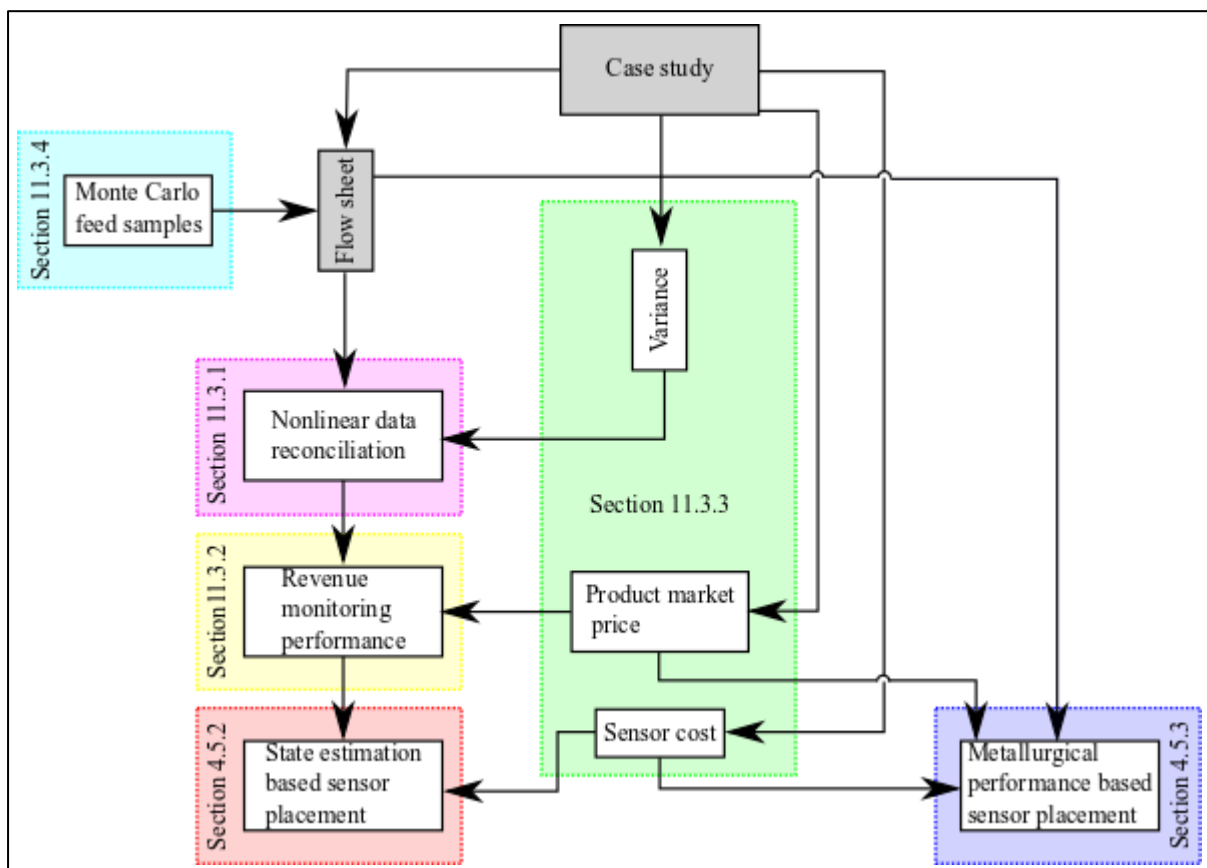 Case study
Section 11.3.4
Monte Carlo
feed samples
Flow sheet
Variance
Section 11.3.1
Nonlinear data
reconciliation
Section 11.3.3
Section 11.3.2
Revenue
monitoring
performance
Product market
price
Section 4.5.2
State estimation
based sensor
placement
Sensor cost
Metallurgical
performance based
sensor placement
Section 4.5.3